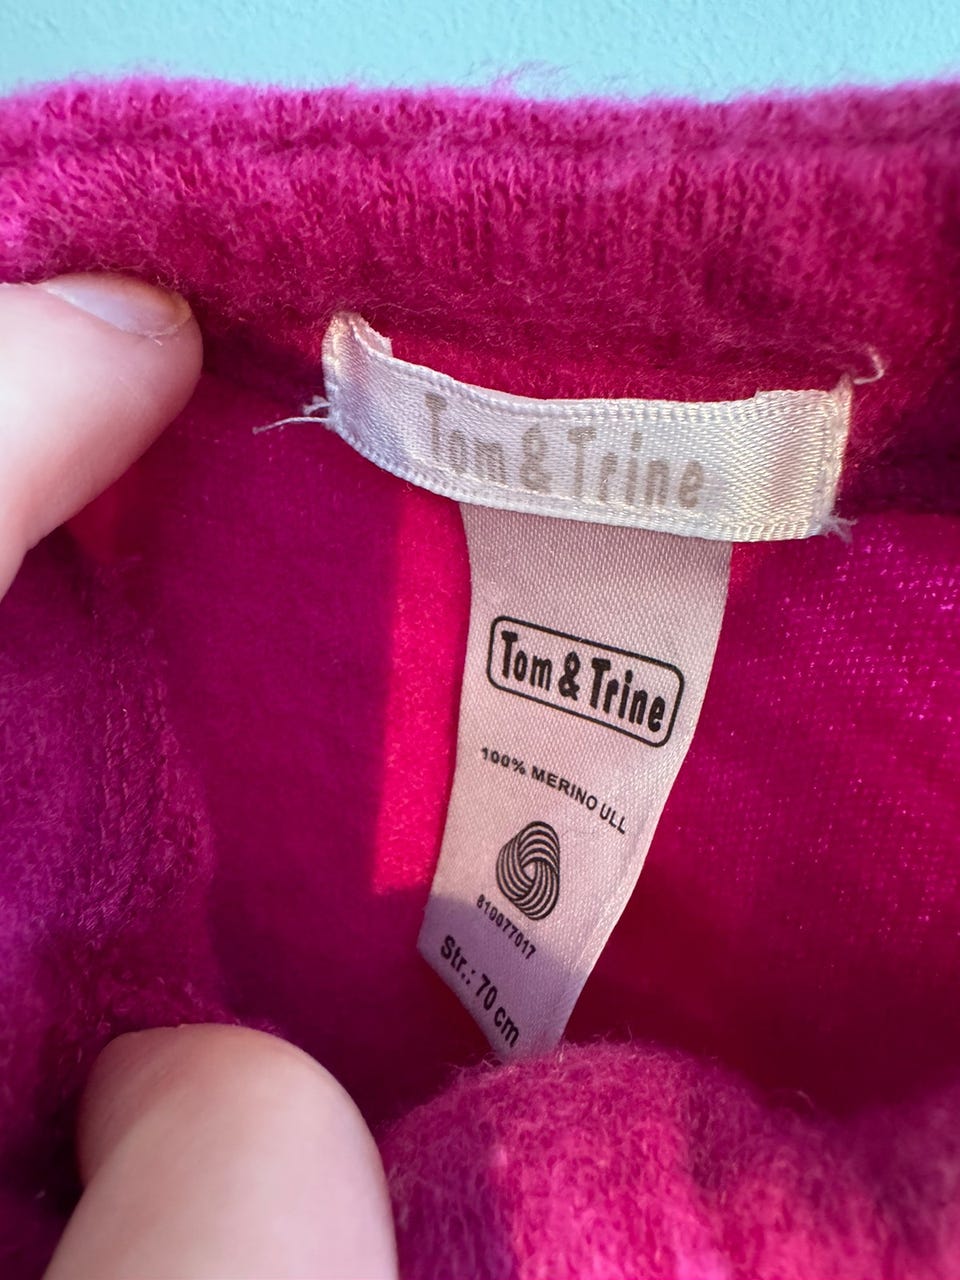 Tom & Trine
Tom & Trine
100% MERINO ULL
810077017
Str.: 70 cm